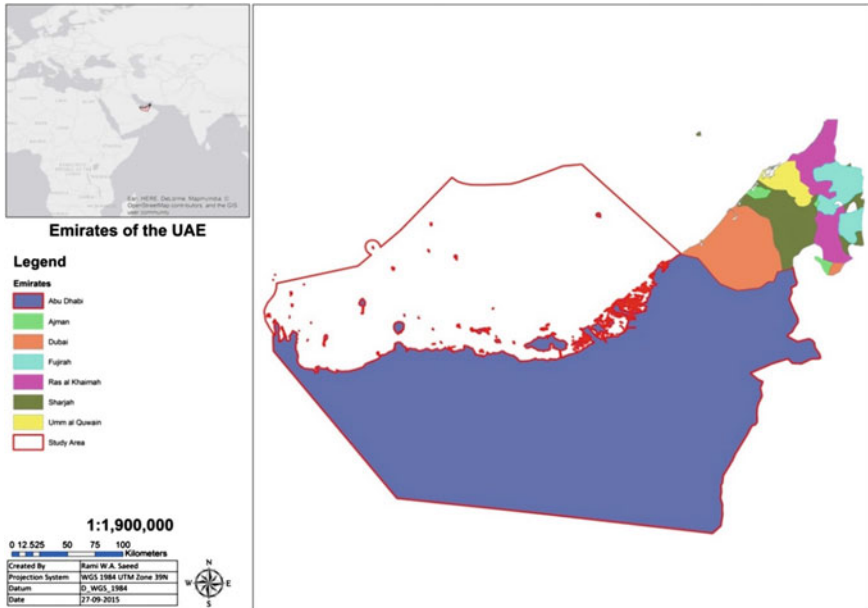 Esri, HERE, DeLorme, MapmyIndia, ©
OpenStreetMap contributors, and the GIS
user community
Emirates of the UAE
Legend
Emirates
Abu Dhabi
Ajman
Dubai
Fujirah
Ras al Khaimah
Sharjah
Umm al Quwain
Study Area
1:1,900,000
0 12.525 50 75 100
Kilometers
Created By Rami W.A. Saeed
Projection System WGS 1984 UTM Zone 39N
Datum D_WGS_1984
Date 27-09-2015
N
W E
S